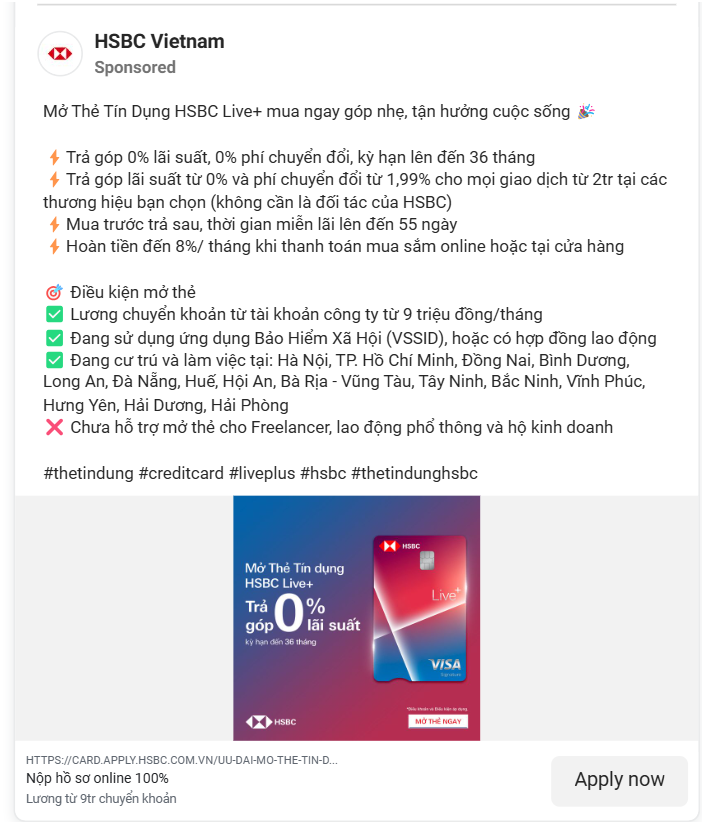 HSBC Vietnam
Sponsored
Mở Thẻ Tín Dụng HSBC Live+ mua ngay góp nhẹ, tận hưởng cuộc sống 🎉
⚡ Trả góp 0% lãi suất, 0% phí chuyển đổi, kỳ hạn lên đến 36 tháng
⚡ Trả góp lãi suất từ 0% và phí chuyển đổi từ 1,99% cho mọi giao dịch từ 2tr tại các
thương hiệu bạn chọn (không cần là đối tác của HSBC)
⚡ Mua trước trả sau, thời gian miễn lãi lên đến 55 ngày
⚡ Hoàn tiền đến 8%/ tháng khi thanh toán mua sắm online hoặc tại cửa hàng
🎯 Điều kiện mở thẻ
✅ Lương chuyển khoản từ tài khoản công ty từ 9 triệu đồng/tháng
✅ Đang sử dụng ứng dụng Bảo Hiểm Xã Hội (VSSID), hoặc có hợp đồng lao động
✅ Đang cư trú và làm việc tại: Hà Nội, TP. Hồ Chí Minh, Đồng Nai, Bình Dương,
Long An, Đà Nẵng, Huế, Hội An, Bà Rịa - Vũng Tàu, Tây Ninh, Bắc Ninh, Vĩnh Phúc,
Hưng Yên, Hải Dương, Hải Phòng
❌ Chưa hỗ trợ mở thẻ cho Freelancer, lao động phổ thông và hộ kinh doanh
#thetindung #creditcard #liveplus #hsbc #thetindunghsbc
Mở Thẻ Tín dụng
HSBC Live+
Trả góp 0% lãi suất
kỳ hạn đến 36 tháng
HSBC
Live+
VISA
Signature
*Điều khoản và Điều kiện áp dụng
MỞ THẺ NGAY
HSBC
HTTPS://CARD.APPLY.HSBC.COM.VN/UU-DAI-MO-THE-TIN-D...
Nộp hồ sơ online 100%
Lương từ 9tr chuyển khoản
Apply now